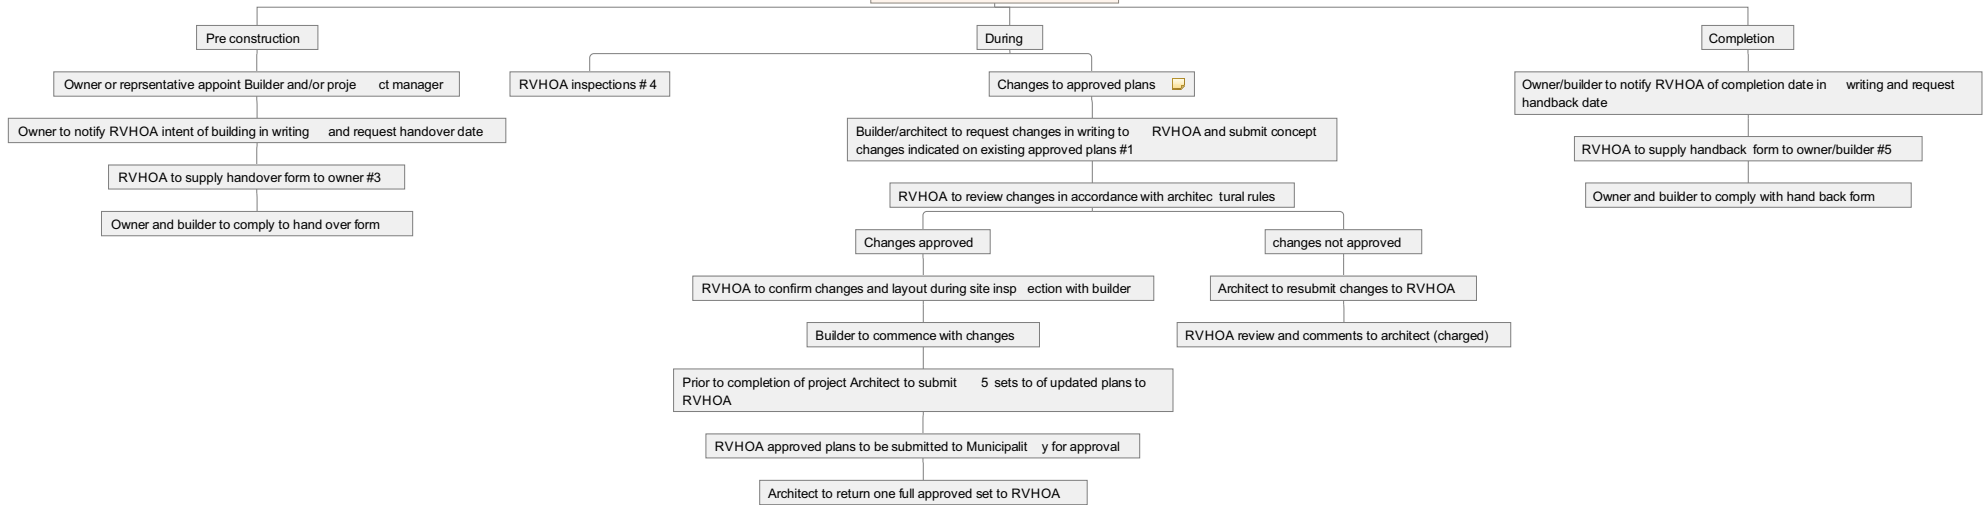 Pre construction
Owner or reprsentative appoint Builder and/or proje ct manager
Owner to notify RVHOA intent of building in writing and request handover date
RVHOA to supply handover form to owner #3
Owner and builder to comply to hand over form
During
RVHOA inspections # 4
Changes to approved plans
Builder/architect to request changes in writing to RVHOA and submit concept
changes indicated on existing approved plans #1
RVHOA to review changes in accordance with architec tural rules
Changes approved
RVHOA to confirm changes and layout during site insp ection with builder
Builder to commence with changes
Prior to completion of project Architect to submit 5 sets to of updated plans to
RVHOA
RVHOA approved plans to be submitted to Municipalit y for approval
Architect to return one full approved set to RVHOA
changes not approved
Architect to resubmit changes to RVHOA
RVHOA review and comments to architect (charged)
Completion
Owner/builder to notify RVHOA of completion date in writing and request
handback date
RVHOA to supply handback form to owner/builder #5
Owner and builder to comply with hand back form